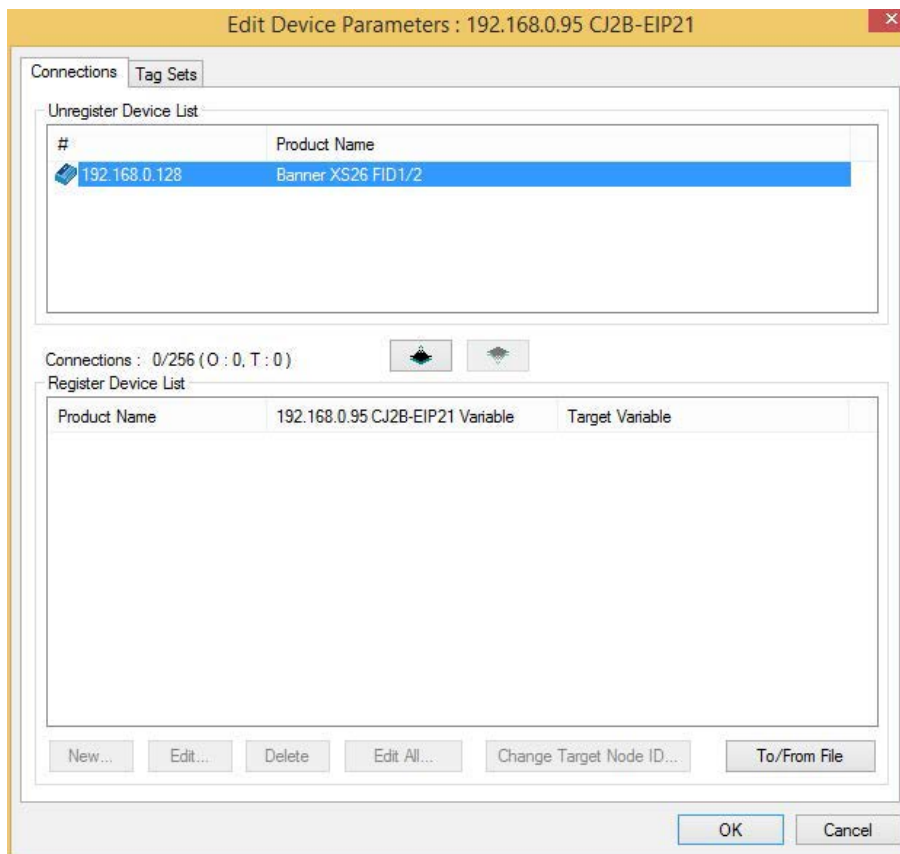 Edit Device Parameters : 192.168.0.95 CJ2B-EIP21
Connections Tag Sets
Unregister Device List
# Product Name
192.168.0.128 Banner XS26 FID1/2
Connections : 0/256 ( O : 0, T : 0 )
Register Device List
Product Name 192.168.0.95 CJ2B-EIP21 Variable Target Variable
New... Edit... Delete Edit All... Change Target Node ID... To/From File
OK Cancel